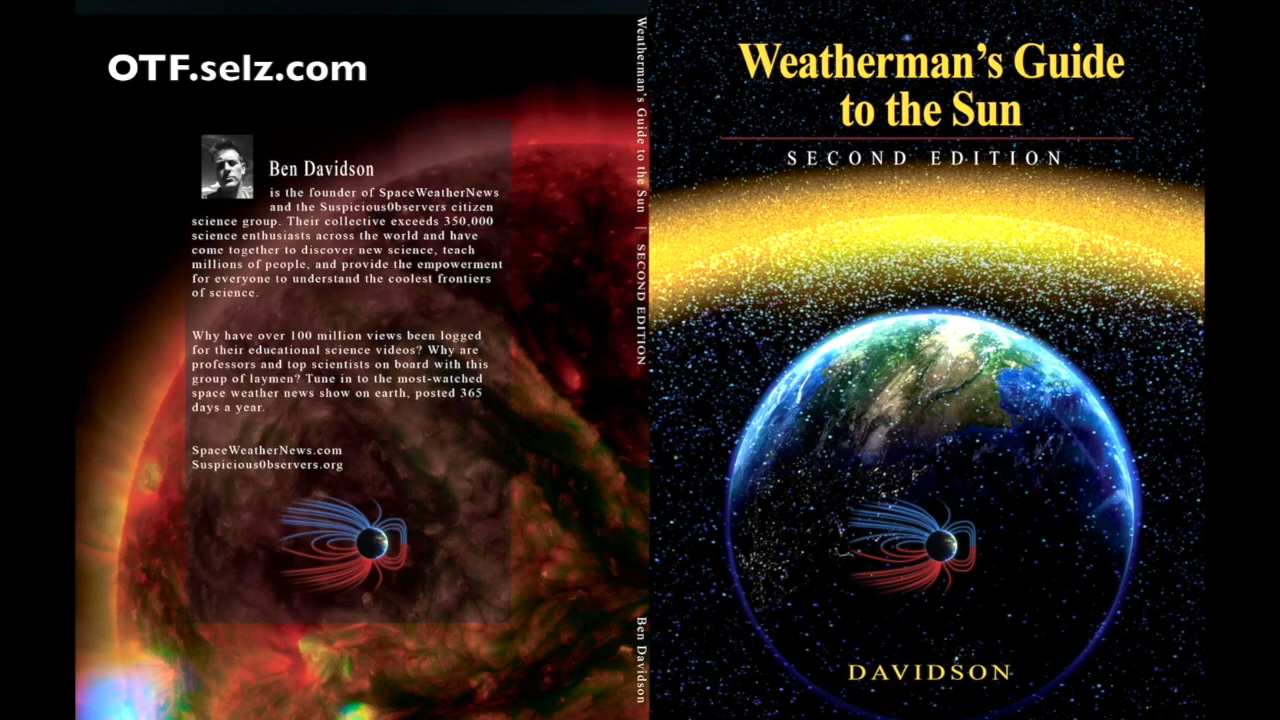 OTF.selz.com
Ben Davidson
is the founder of SpaceWeatherNews
and the Suspicious0bservers citizen
science group. Their collective exceeds 350,000
science enthusiasts across the world and have
come together to discover new science, teach
millions of people, and provide the empowerment
for everyone to understand the coolest frontiers
of science.
Why have over 100 million views been logged
for their educational science videos? Why are
professors and top scientists on board with this
group of laymen? Tune in to the most-watched
space weather news show on earth, posted 365
days a year.
SpaceWeatherNews.com
Suspicious0bservers.org
Weatherman's Guide to the Sun | SECOND EDITION
Ben Davidson
Weatherman's Guide
to the Sun
SECOND EDITION
DAVIDSON